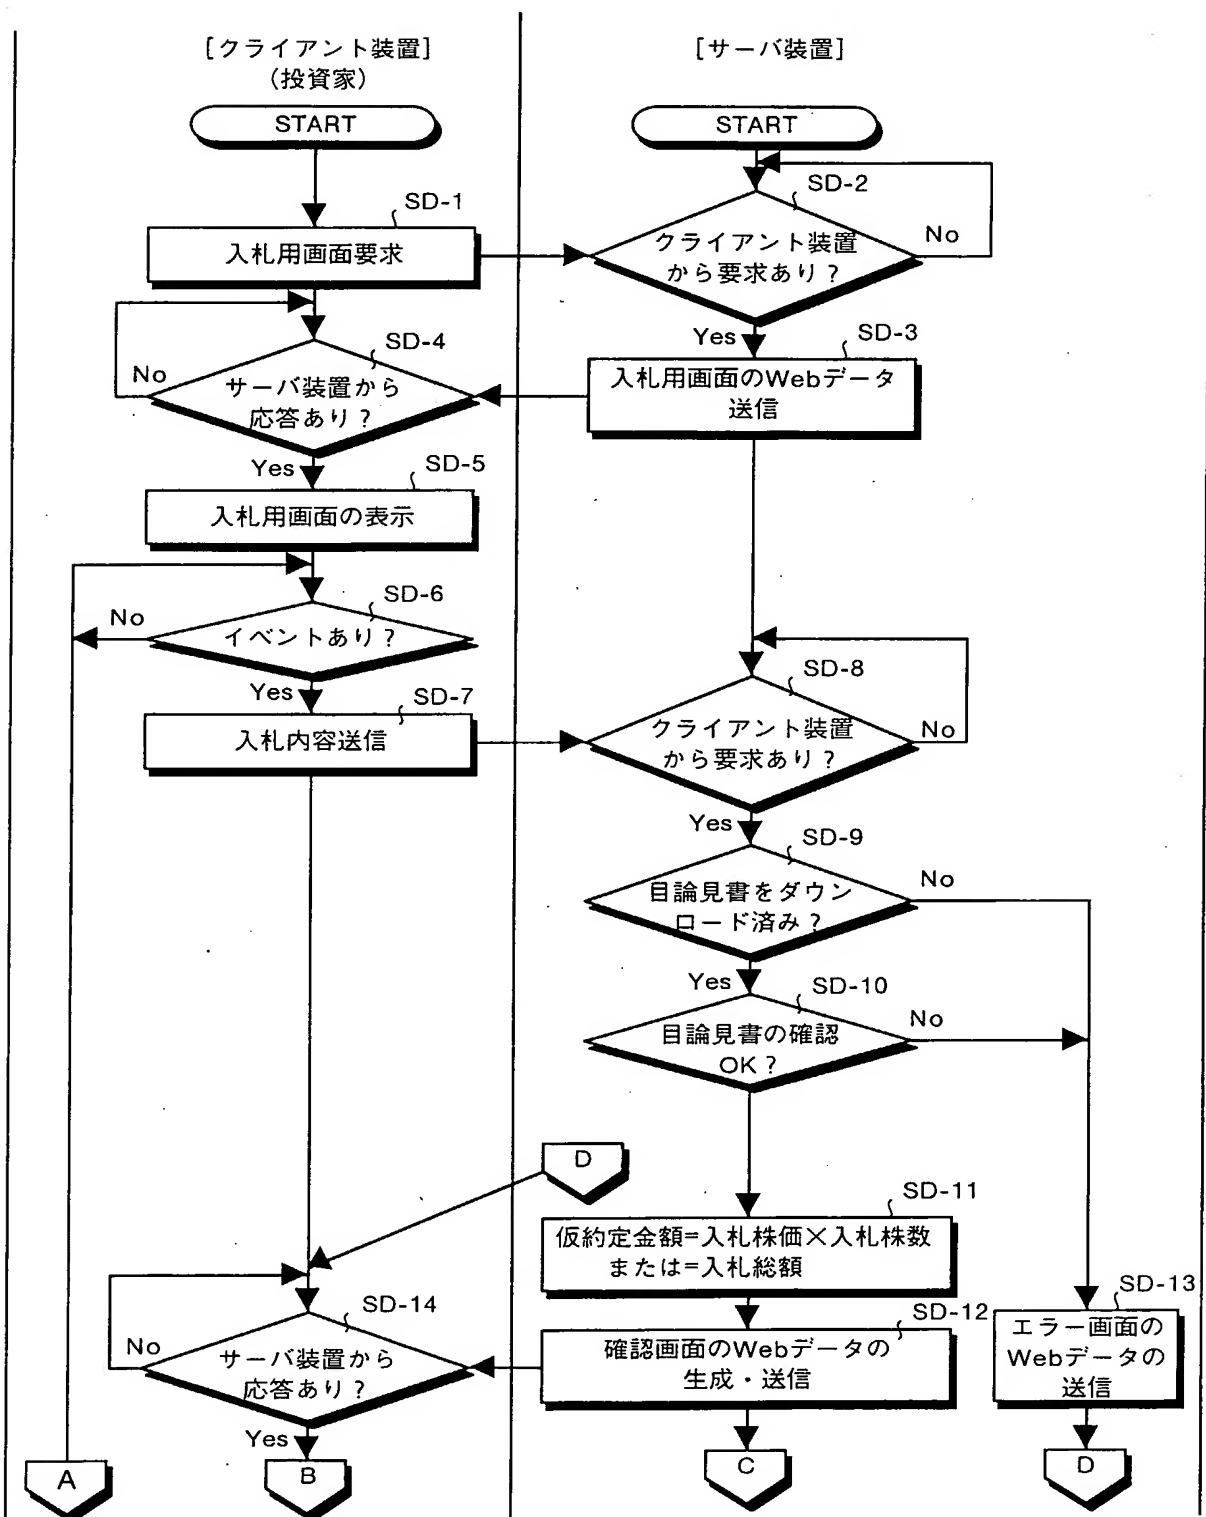 [クライアント装置]
(投資家)
START
SD-1
入札用画面要求
SD-4
No
サーバ装置から
応答あり?
Yes
SD-5
入札用画面の表示
SD-6
No
イベントあり?
Yes
SD-7
入札内容送信
SD-14
No
サーバ装置から
応答あり?
Yes
A
B
[サーバ装置]
START
SD-2
クライアント装置
から要求あり?
No
Yes
SD-3
入札用画面のWebデータ
送信
SD-8
クライアント装置
から要求あり?
No
Yes
SD-9
目論見書をダウン
ロード済み?
No
Yes
SD-10
目論見書の確認
OK?
No
D
SD-11
仮約定金額=入札株価×入札株数
または=入札総額
SD-12
確認画面のWebデータの
生成・送信
SD-13
エラー画面の
Webデータの
送信
C
D